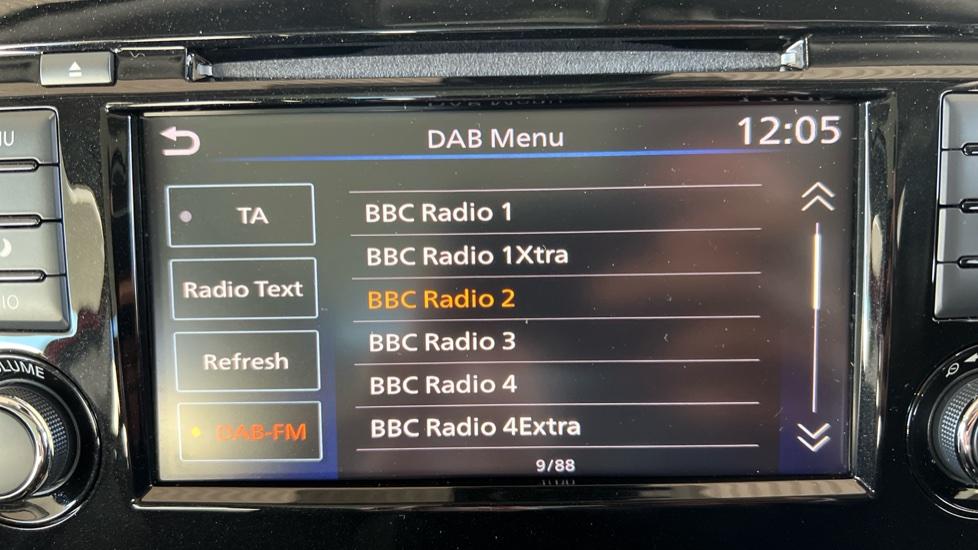 DAB Menu
12:05
TA
Radio Text
Refresh
DAB-FM
BBC Radio 1
BBC Radio 1Xtra
BBC Radio 2
BBC Radio 3
BBC Radio 4
BBC Radio 4Extra
9/88